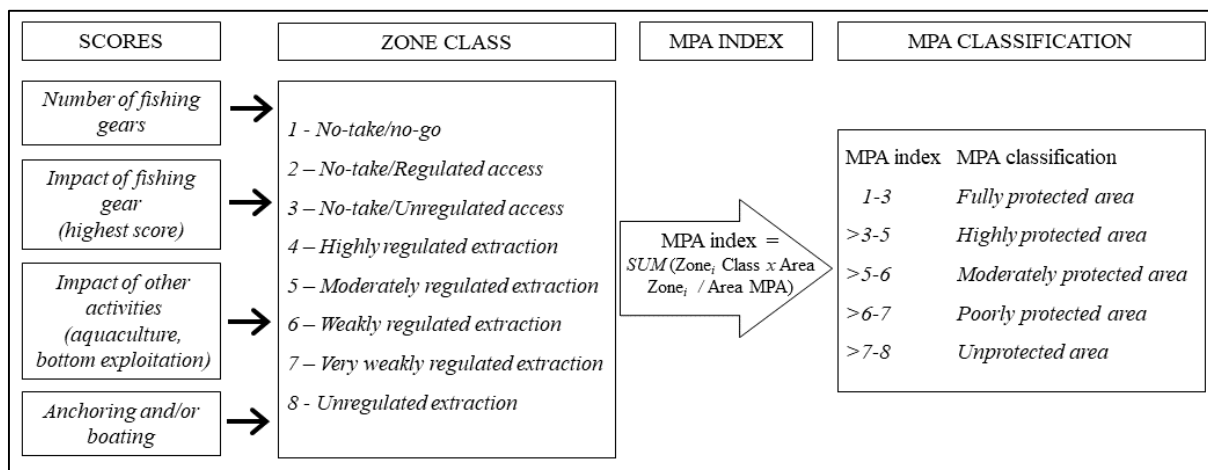 SCORES
ZONE CLASS
MPA INDEX
MPA CLASSIFICATION
Number of fishing
gears
Impact of fishing
gear
(highest score)
Impact of other
activities
(aquaculture,
bottom exploitation)
Anchoring and/or
boating
1 - No-take/no-go
2 – No-take/Regulated access
3 – No-take/Unregulated access
4 – Highly regulated extraction
5 – Moderately regulated extraction
6 – Weakly regulated extraction
7 – Very weakly regulated extraction
8 - Unregulated extraction
MPA index =
SUM (Zonei Class x Area
Zonei / Area MPA)
MPA index MPA classification
1-3 Fully protected area
>3-5 Highly protected area
>5-6 Moderately protected area
>6-7 Poorly protected area
>7-8 Unprotected area